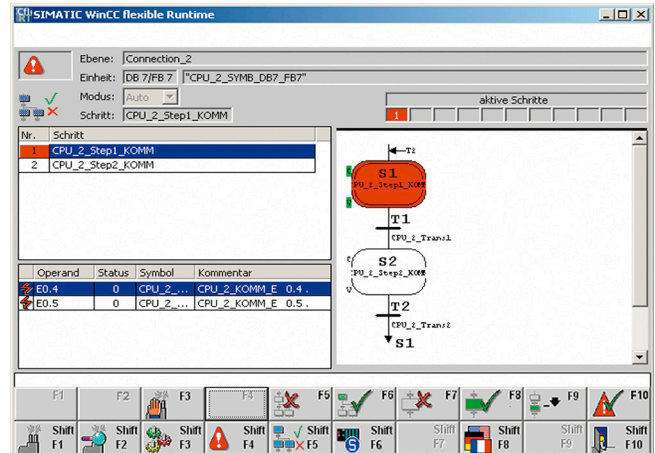 SIMATIC WinCC flexible Runtime
Ebene: Connection_2
Einheit: DB 7/FB 7 "CPU_2_SYMB_DB7_FB7"
Modus: Auto
aktive Schritte
Schritt: CPU_2_Step1_KOMM
1
Nr. Schritt
1 CPU_2_Step1_KOMM
2 CPU_2_Step2_KOMM
T2
C
S1
PU_2_Step1_KOM
T1
CPU_2_Trans1
C
S2
PU_2_Step2_KOM
V
T2
CPU_2_Trans2
S1
Operand Status Symbol Kommentar
E0.4 0 CPU_2_... CPU_2_KOMM_E 0.4 .
E0.5 0 CPU_2_... CPU_2_KOMM_E 0.5 .
F1 F2 F3 F4 F5 F6 F7 F8 F9 F10
Shift Shift Shift Shift Shift Shift Shift Shift Shift Shift
F1 F2 F3 F4 F5 F6 F7 F8 F9 F10